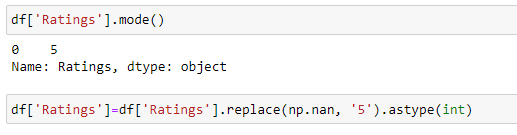 df['Ratings'].mode()
0    5
Name: Ratings, dtype: object
df['Ratings']=df['Ratings'].replace(np.nan, '5').astype(int)